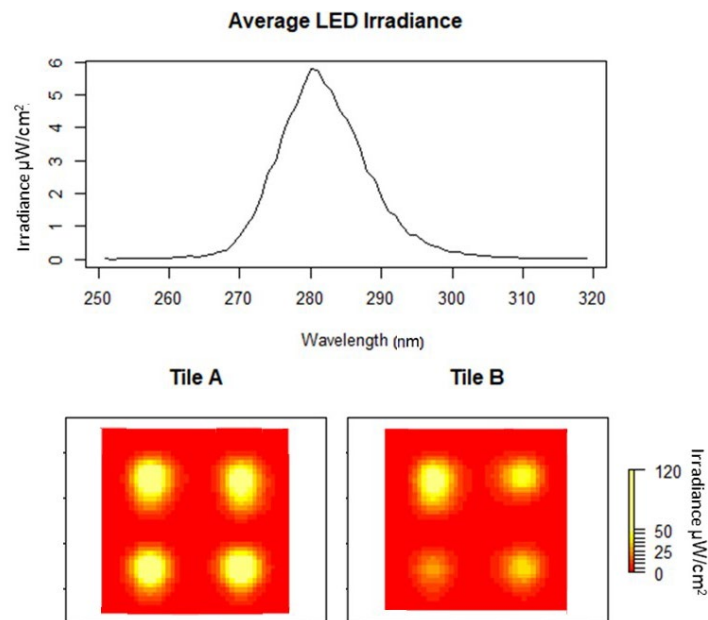 Average LED Irradiance
Irradiance µW/cm²
6
5
4
3
2
1
0
250 260 270 280 290 300 310 320
Wavelength (nm)
Tile A Tile B
120
50
25
0
Irradiance µW/cm²